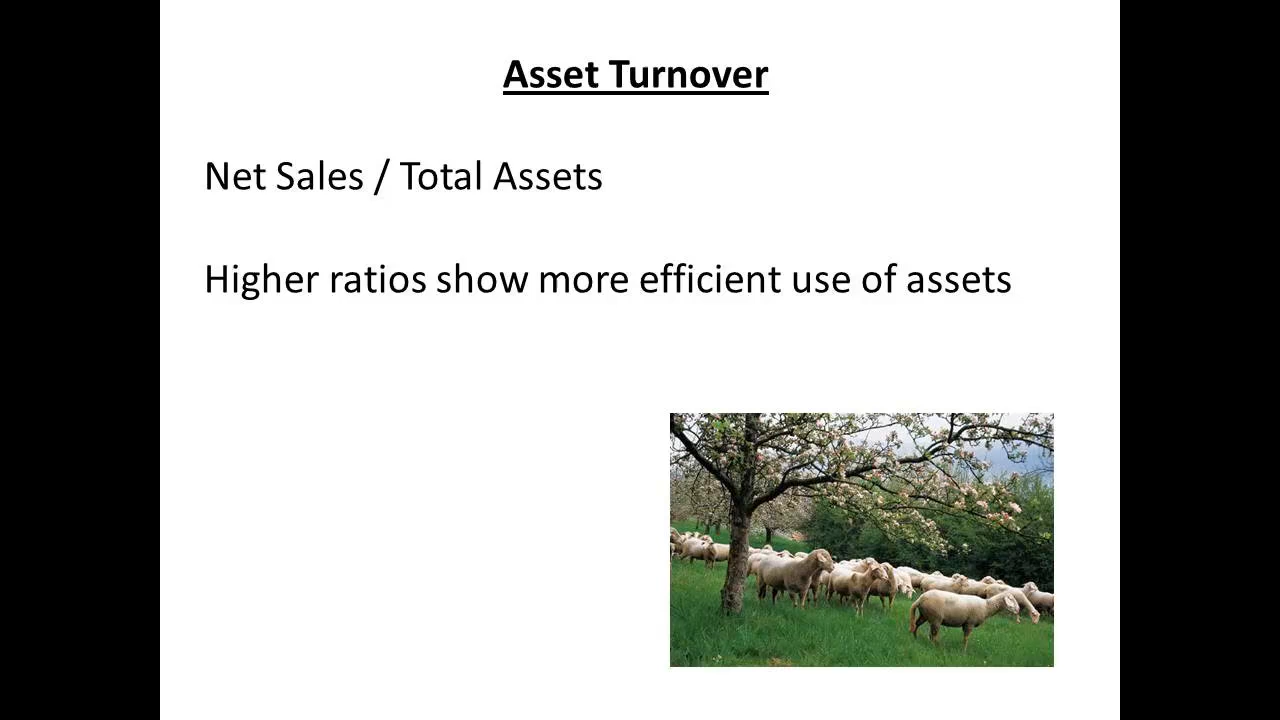 Asset Turnover
Net Sales / Total Assets
Higher ratios show more efficient use of assets